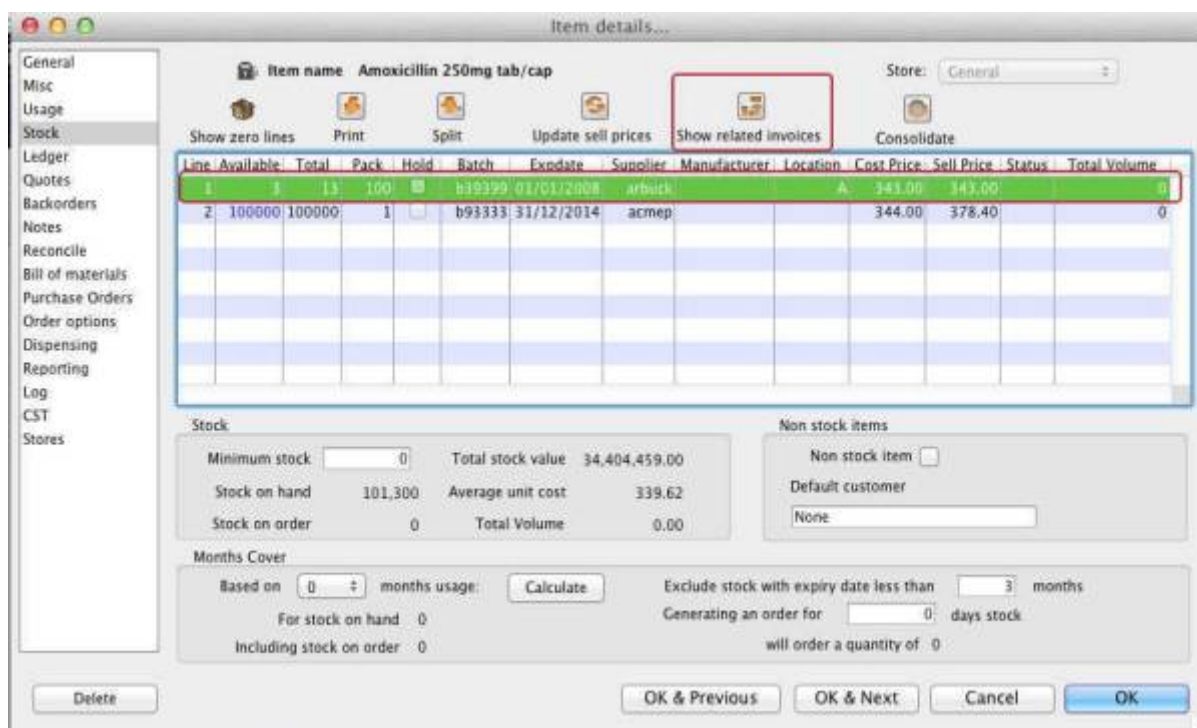 Item details...
General
Misc
Usage
Stock
Ledger
Quotes
Backorders
Notes
Reconcile
Bill of materials
Purchase Orders
Order options
Dispensing
Reporting
Log
CST
Stores
Item name Amoxicillin 250mg tab/cap
Store: General
Show zero lines Print Split Update sell prices Show related invoices Consolidate
Line Available Total Pack Hold Batch Expdate Supplier Manufacturer Location Cost Price Sell Price Status Total Volume
1 3 13 100 b39399 01/01/2008 arbuck A 343.00 343.00 0
2 100000 100000 1 b93333 31/12/2014 acmep 344.00 378.40 0
Stock
Minimum stock 0 Total stock value 34,404,459.00
Stock on hand 101,300 Average unit cost 339.62
Stock on order 0 Total Volume 0.00
Non stock items
Non stock item
Default customer
None
Months Cover
Based on 0 months usage: Calculate
For stock on hand 0
Including stock on order 0
Exclude stock with expiry date less than 3 months
Generating an order for 0 days stock
will order a quantity of 0
Delete OK & Previous OK & Next Cancel OK